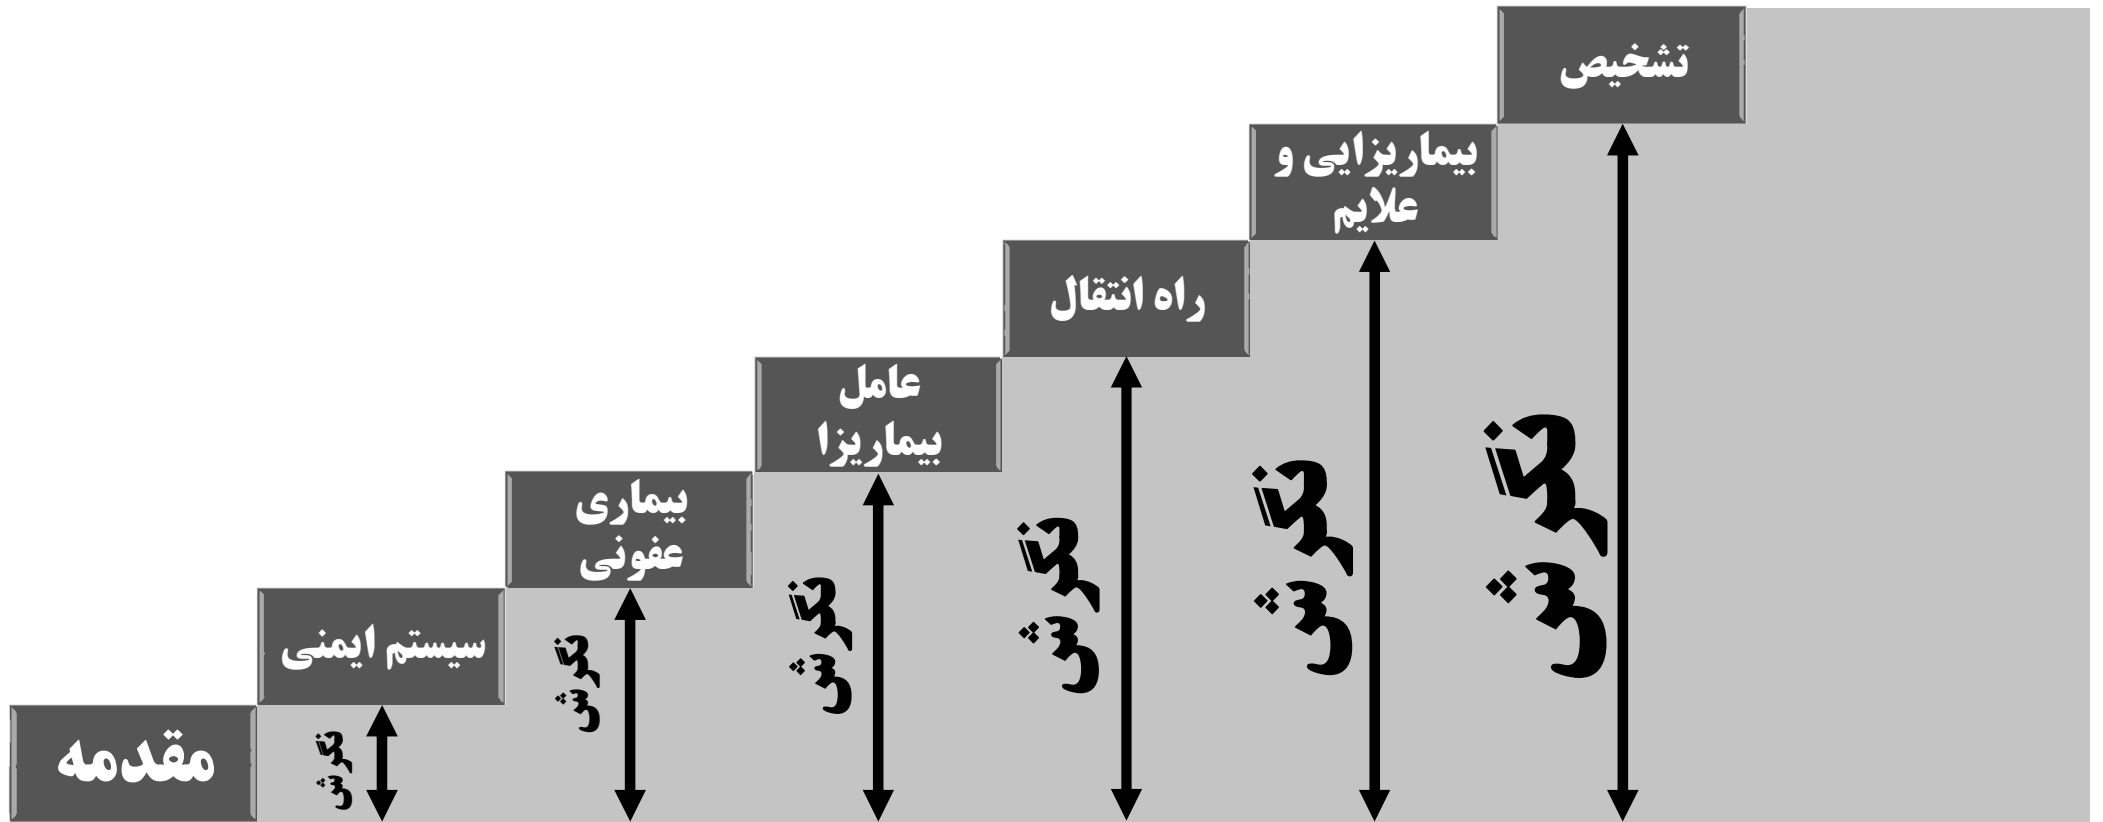 تشخیص
بیماریزایی و
علایم
راه انتقال
عامل
بیماریزا
بیماری
عفونی
سیستم ایمنی
مقدمه
نگرش
نگرش
نگرش
نگرش
نگرش
نگرش